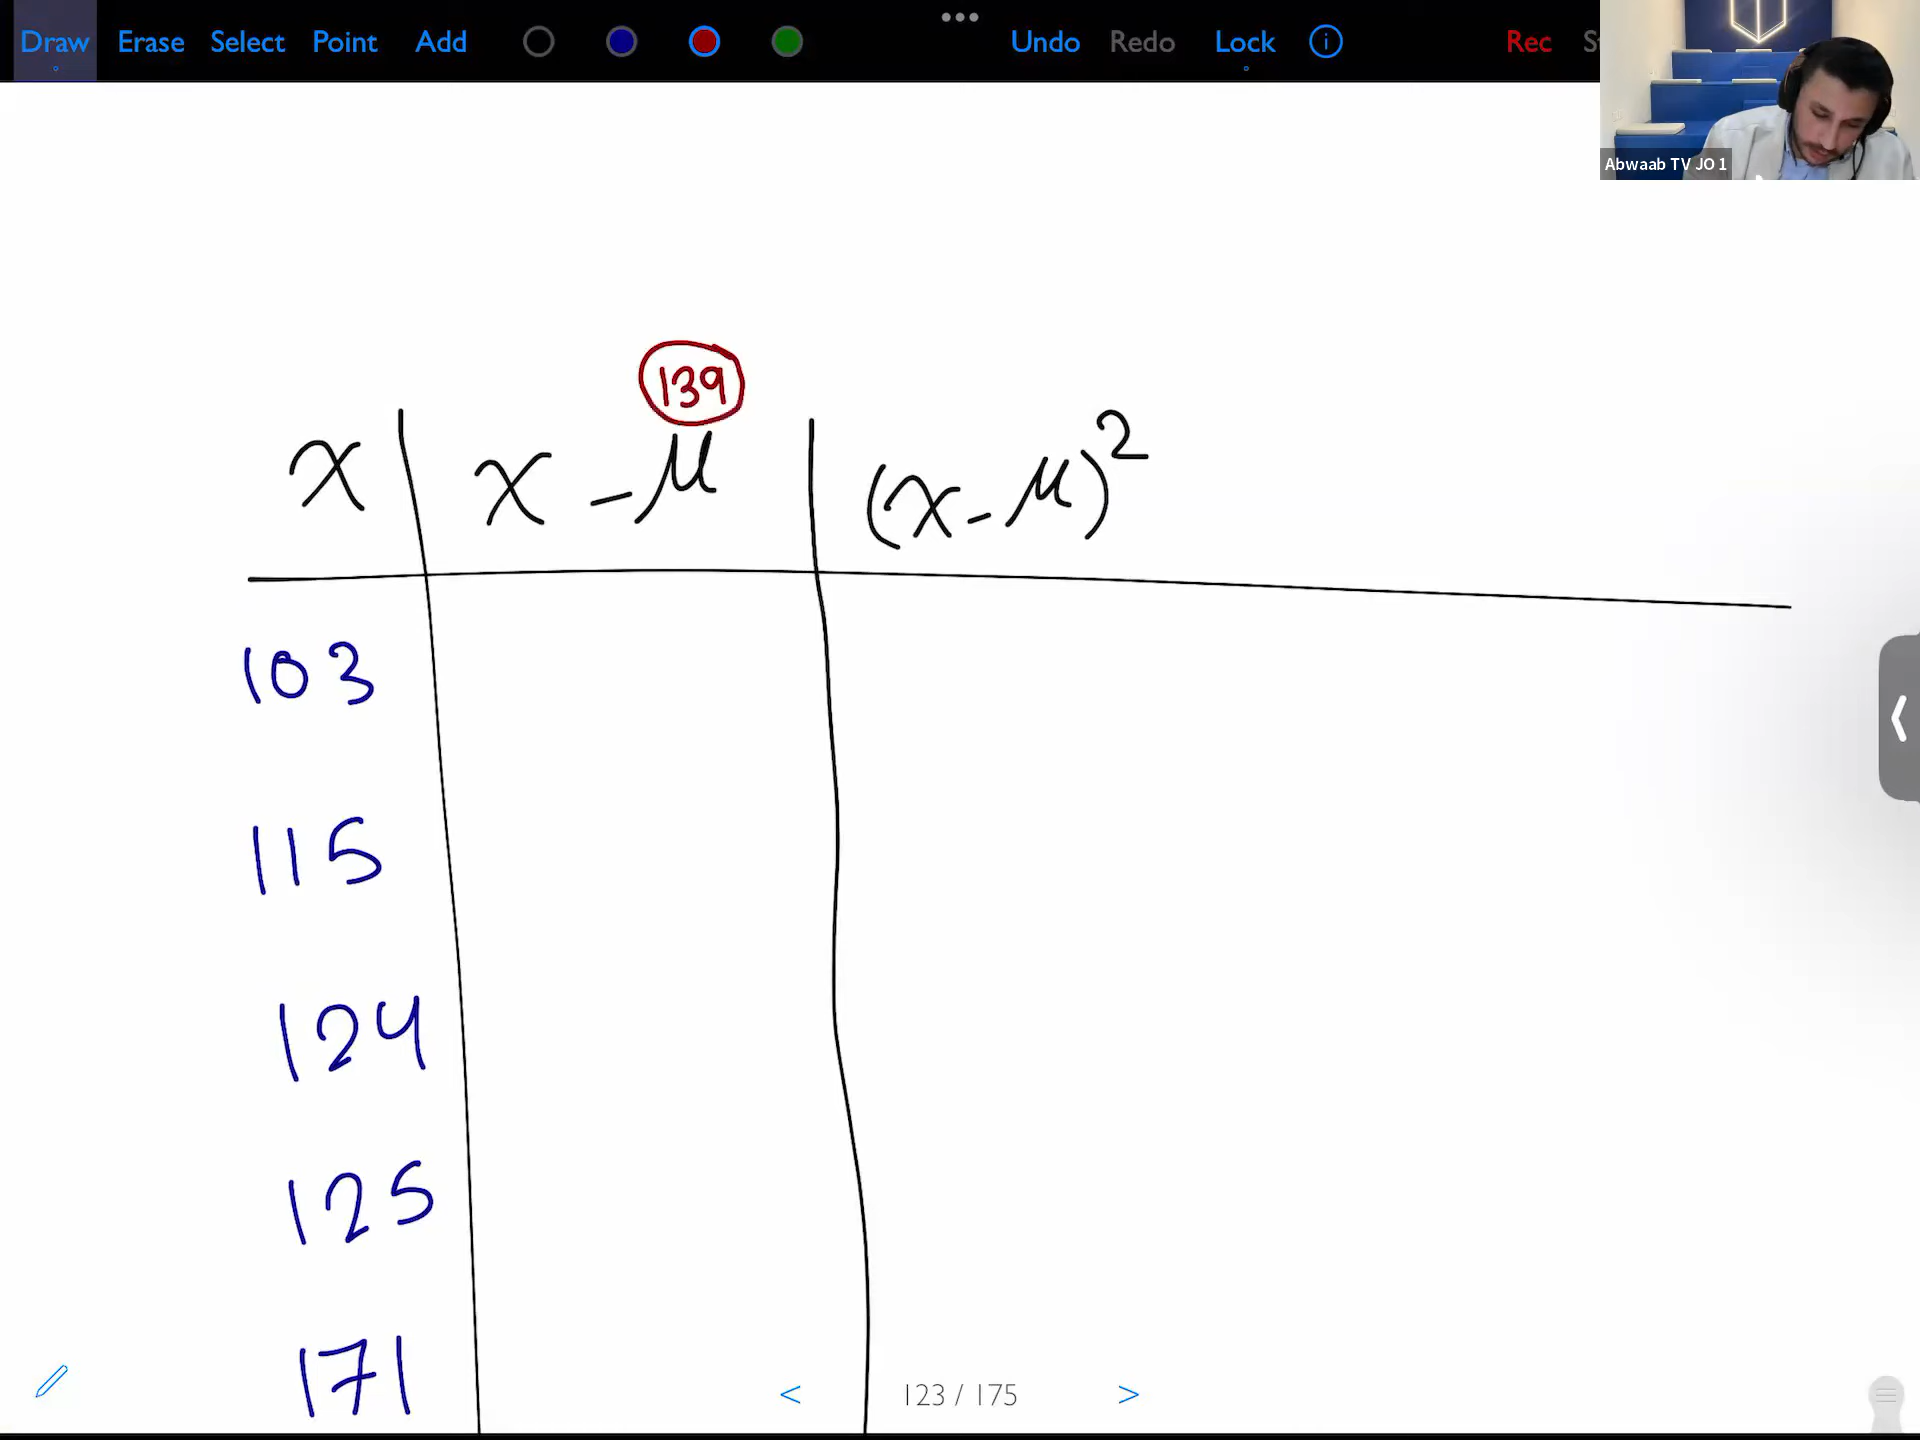 Draw Erase Select Point Add Undo Redo Lock Rec
Abwaab TV JO 1
139
x x - μ (x - μ)²
103
115
124
125
171
< 123 / 175 >